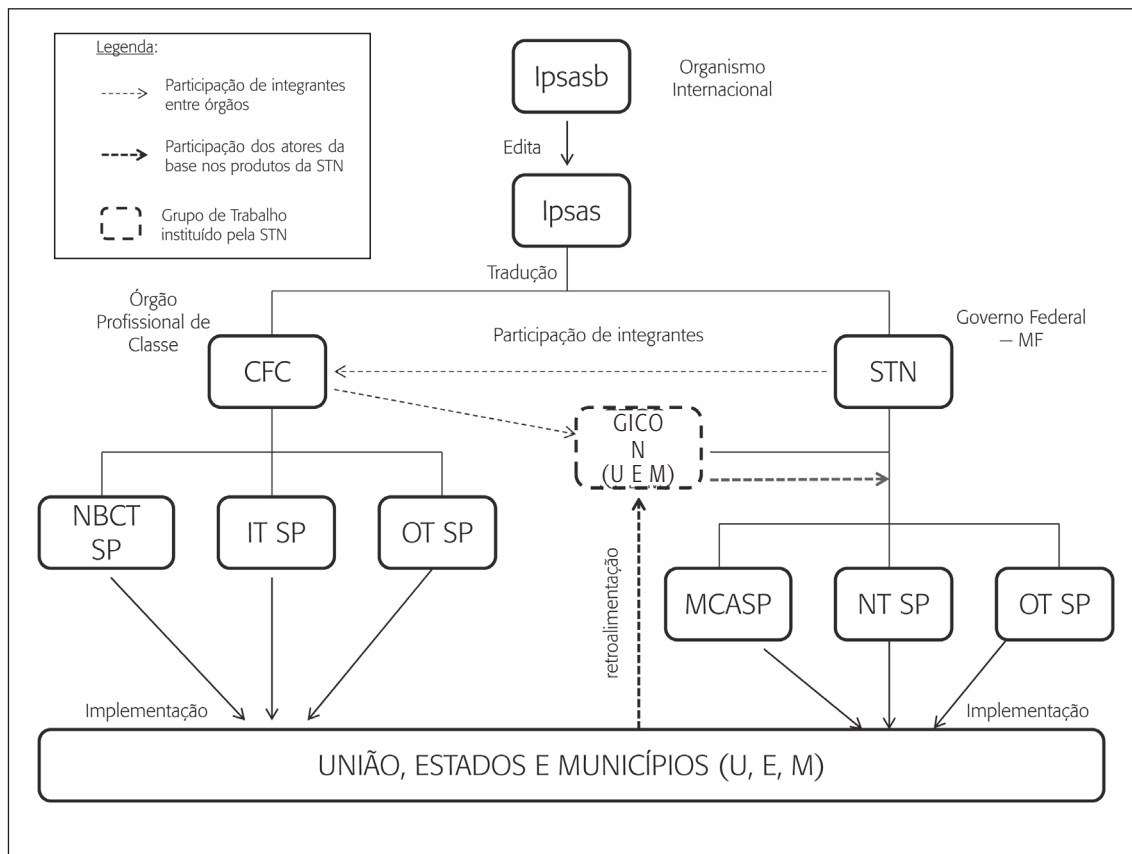 Legenda:
Participação de integrantes
entre órgãos
Participação dos atores da
base nos produtos da STN
Grupo de Trabalho
instituído pela STN
Ipsasb
Organismo
Internacional
Edita
Ipsas
Tradução
Órgão
Profissional de
Classe
CFC
Participação de integrantes
STN
Governo Federal
— MF
GICO
N
(U E M)
NBCT
SP
IT SP
OT SP
retroalimentação
MCASP
NT SP
OT SP
Implementação
Implementação
UNIÃO, ESTADOS E MUNICÍPIOS (U, E, M)